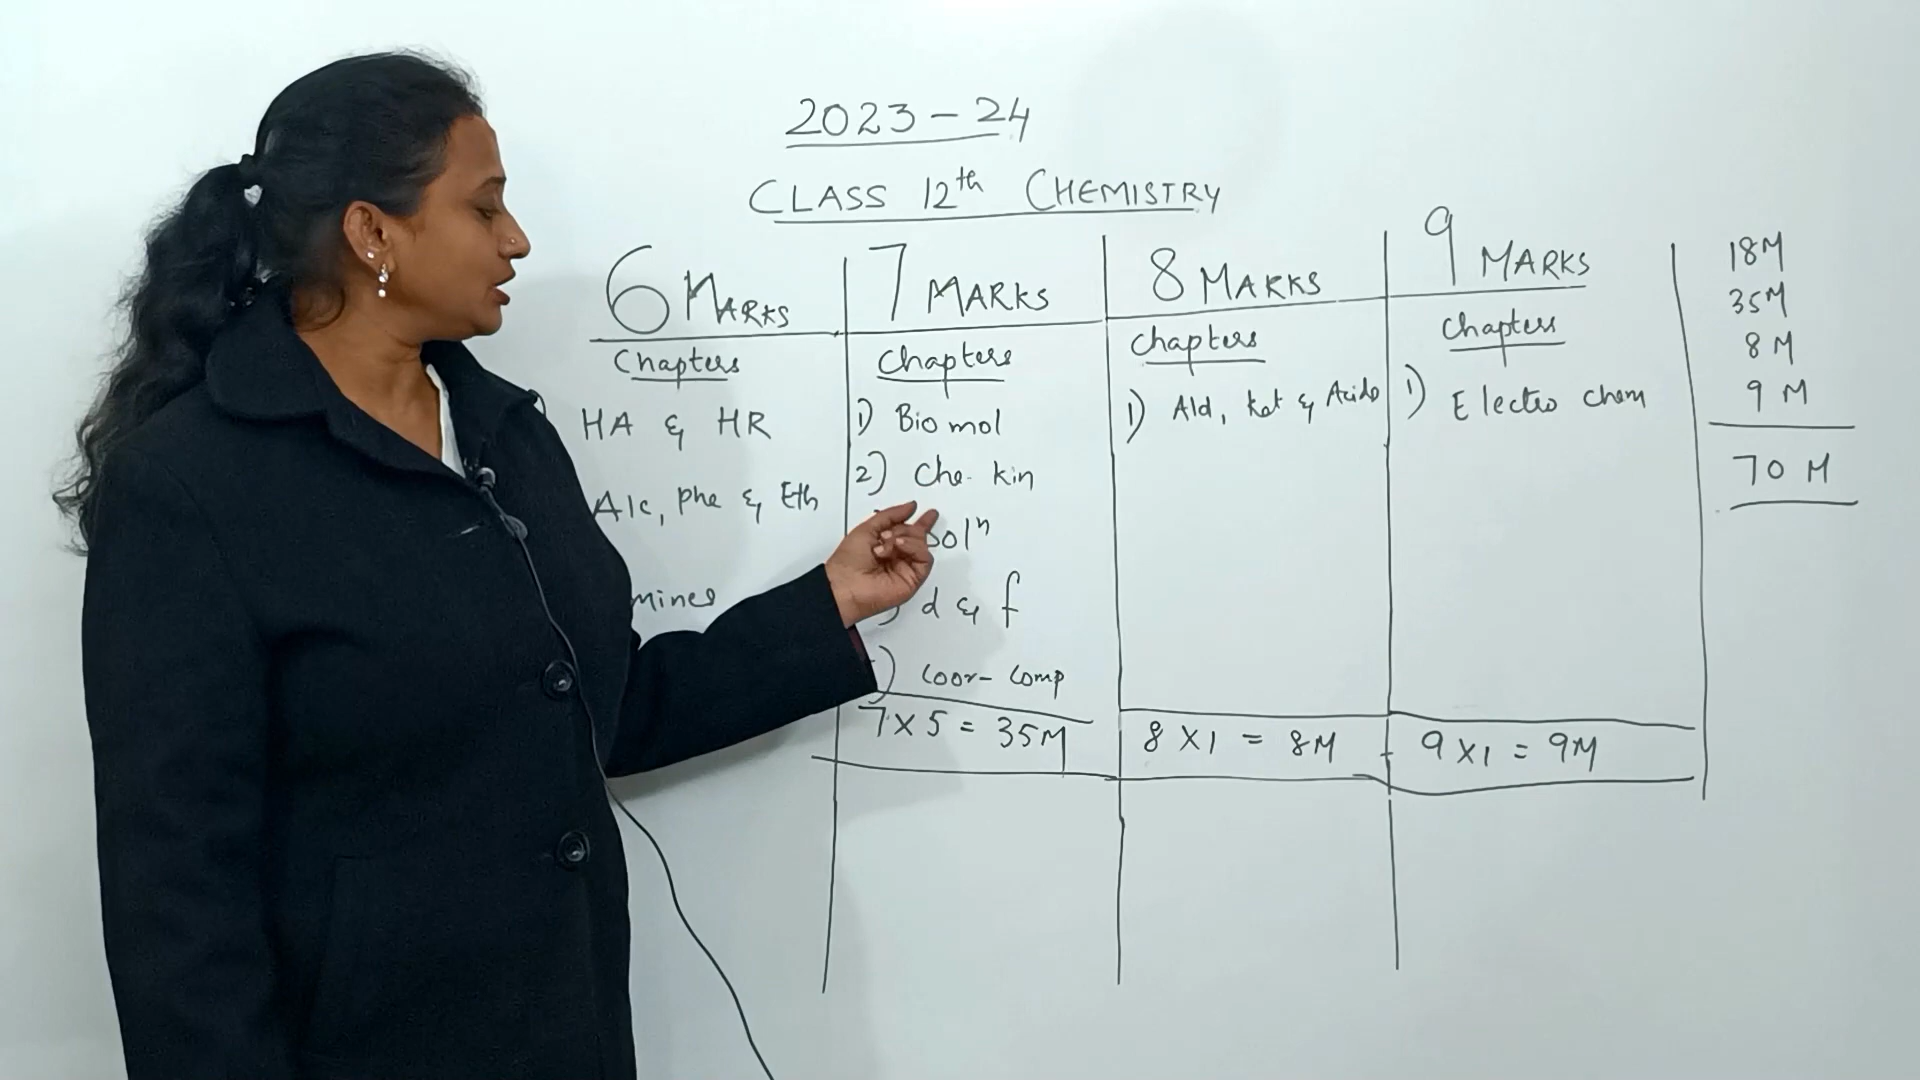 2023-24
CLASS 12th CHEMISTRY
6 MARKS
Chapters
HA & HR
Alc, Phe & Eth
mines
7 MARKS
Chapters
1) Bio mol
2) Che. kin
soln
) d & f
) Coor- Comp
7 X 5 = 35M
8 MARKS
Chapters
1) Ald, Ket & Acids
8 X 1 = 8M
9 MARKS
Chapters
1) Electro chem
9 X 1 = 9M
18M
35M
8 M
9 M
70 M